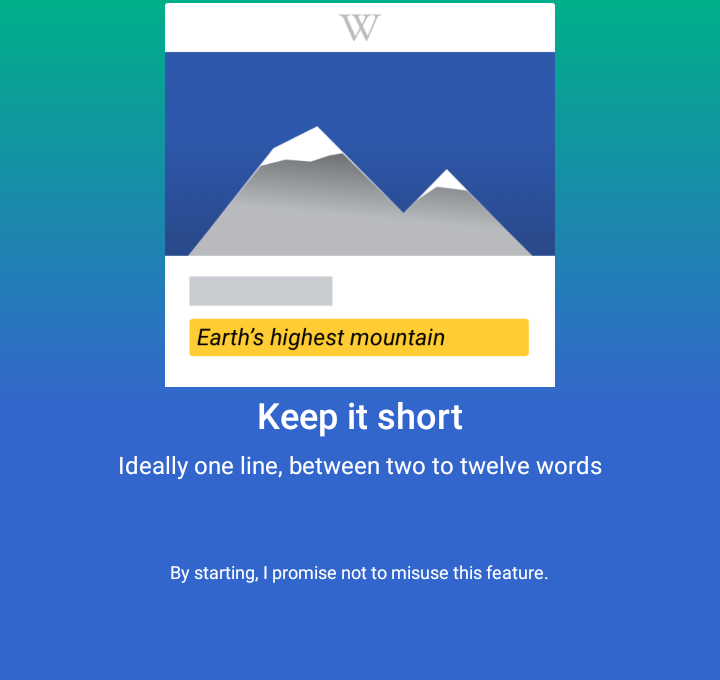 W
Earth's highest mountain
Keep it short
Ideally one line, between two to twelve words
By starting, I promise not to misuse this feature.